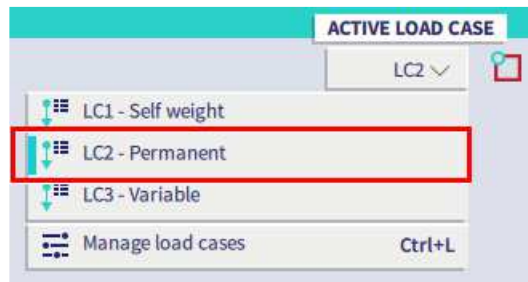 ACTIVE LOAD CASE
LC2
LC1 - Self weight
LC2 - Permanent
LC3 - Variable
Manage load cases Ctrl+L